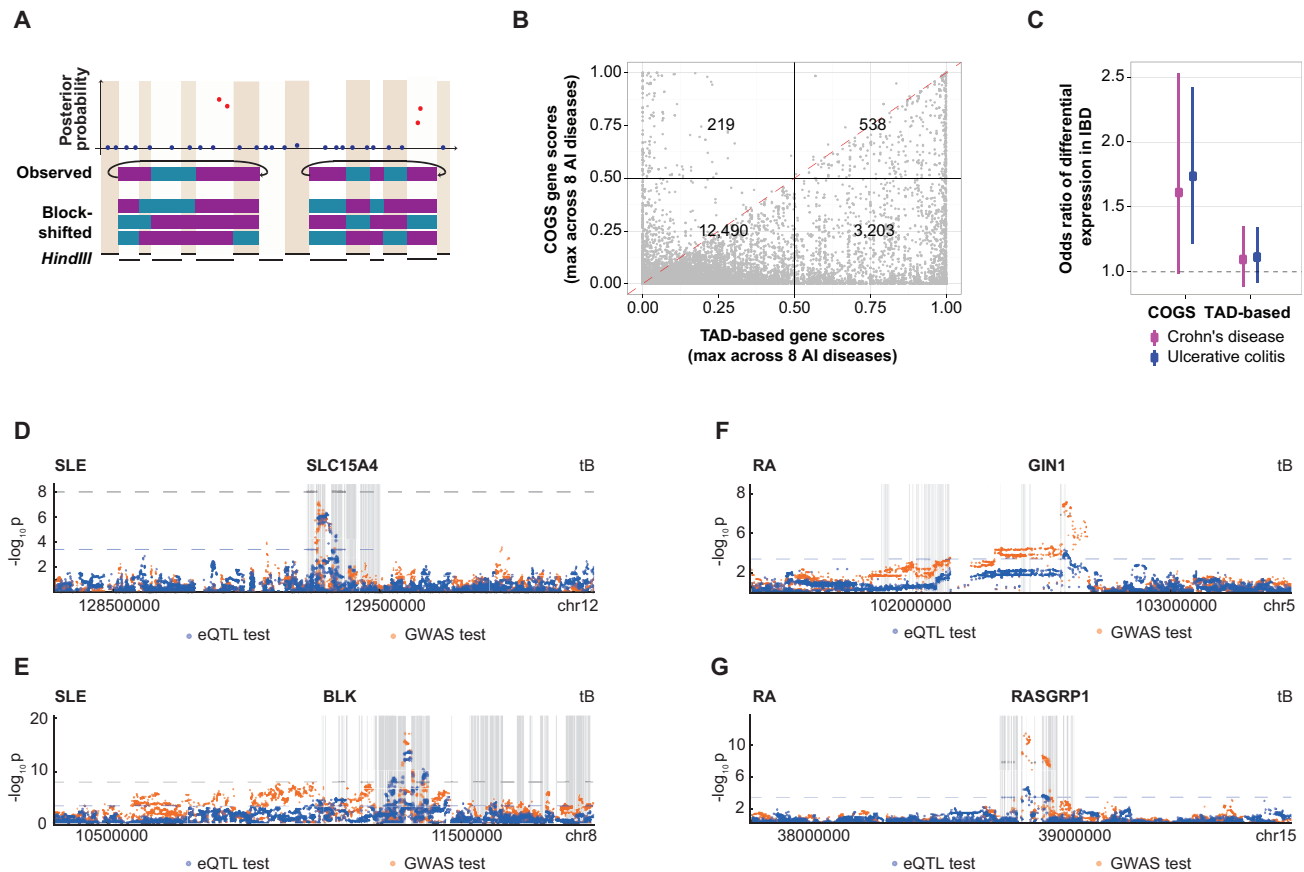 A
Posterior
probability
Observed
Block-
shifted
HindIII
B
COGS gene scores
(max across 8 AI diseases)
1.00
0.75
0.50
0.25
0.00
219
538
12,490
3,203
0.00
0.25
0.50
0.75
1.00
TAD-based gene scores
(max across 8 AI diseases)
C
Odds ratio of differential
expression in IBD
2.5
2.0
1.5
1.0
COGS TAD-based
Crohn's disease
Ulcerative colitis
D
SLE SLC15A4 tB
-log10 p
8
6
4
2
128500000 129500000 chr12
eQTL test GWAS test
E
SLE BLK tB
-log10 p
20
10
0
10500000 11500000 chr8
eQTL test GWAS test
F
RA GIN1 tB
-log10 p
8
6
4
2
102000000 103000000 chr5
eQTL test GWAS test
G
RA RASGRP1 tB
-log10 p
10
6
2
38000000 39000000 chr15
eQTL test GWAS test